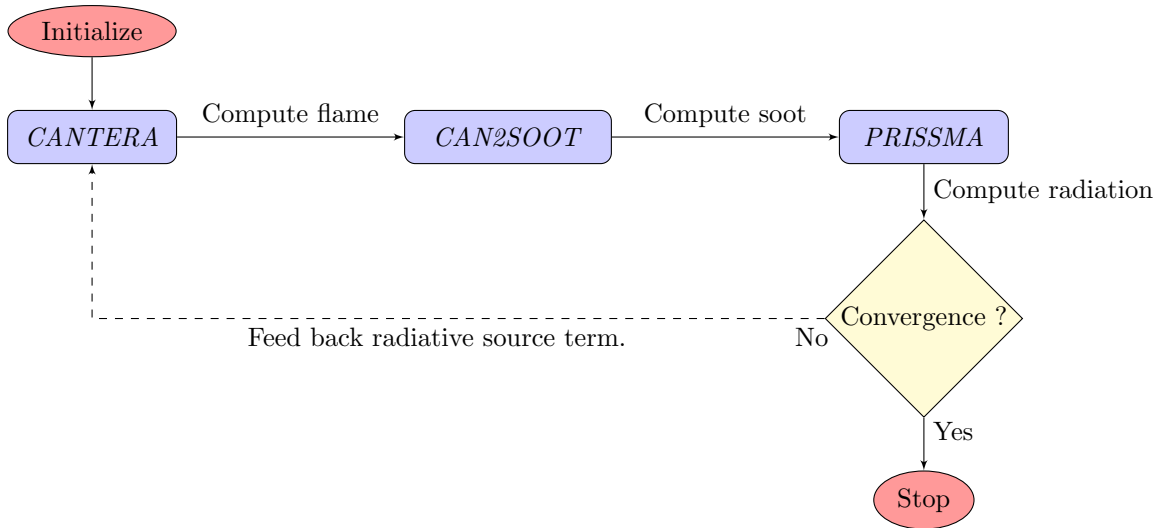 Initialize
CANTERA
Compute flame
CAN2SOOT
Compute soot
PRISSMA
Compute radiation
Convergence ?
No
Feed back radiative source term.
Yes
Stop